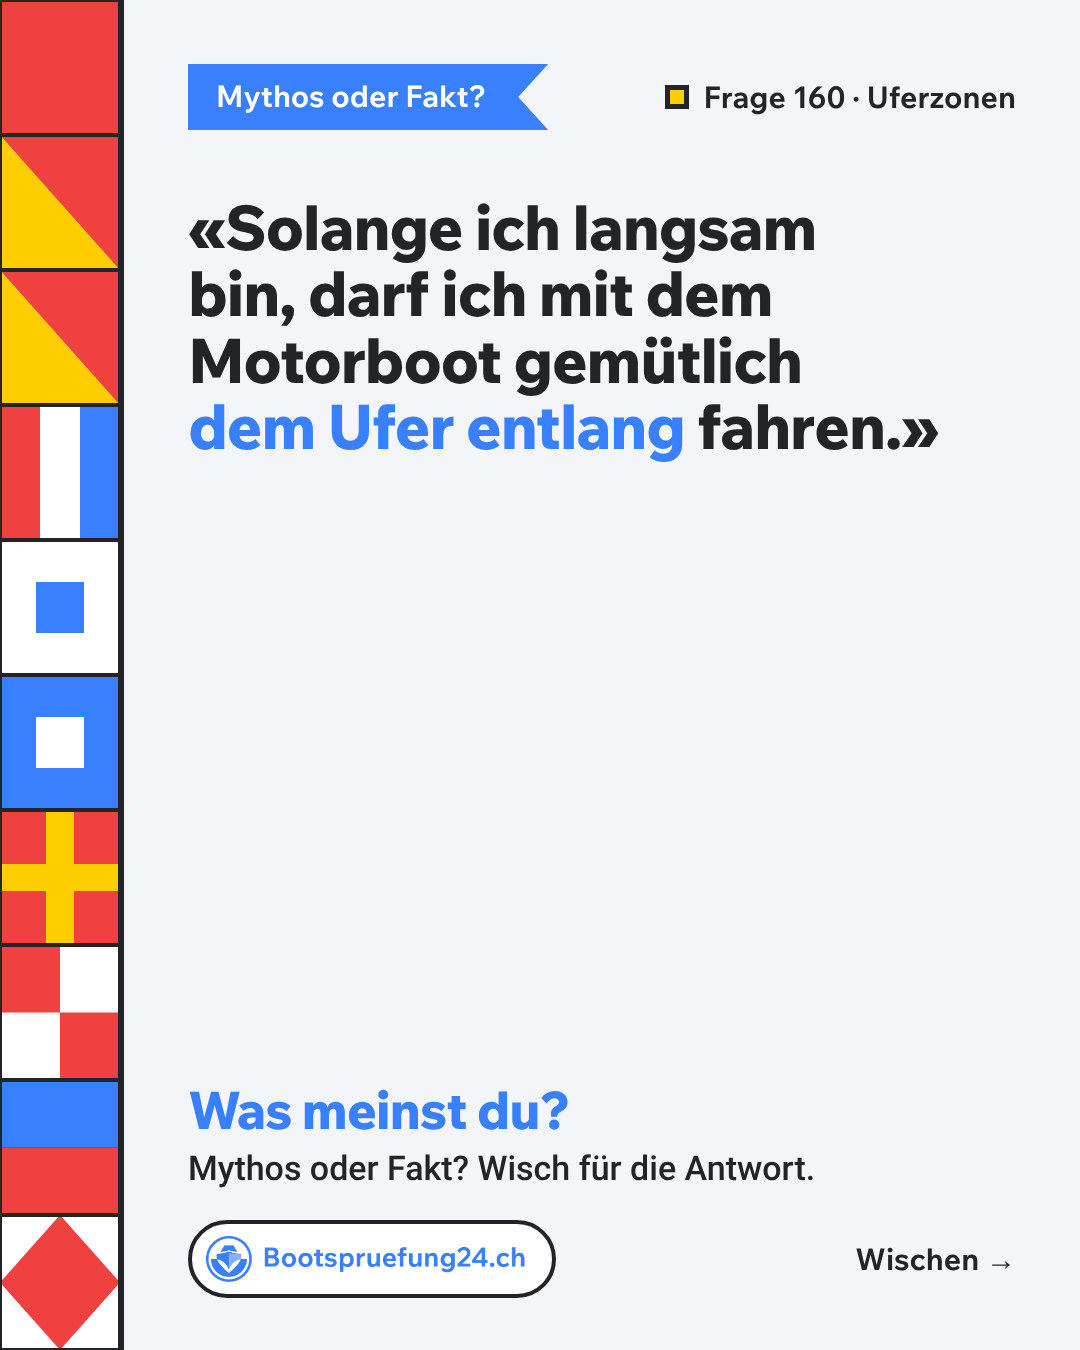 Mythos oder Fakt?
Frage 160 · Uferzonen
«Solange ich langsam
bin, darf ich mit dem
Motorboot gemütlich
dem Ufer entlang fahren.»
Was meinst du?
Mythos oder Fakt? Wisch für die Antwort.
Bootspruefung24.ch
Wischen →